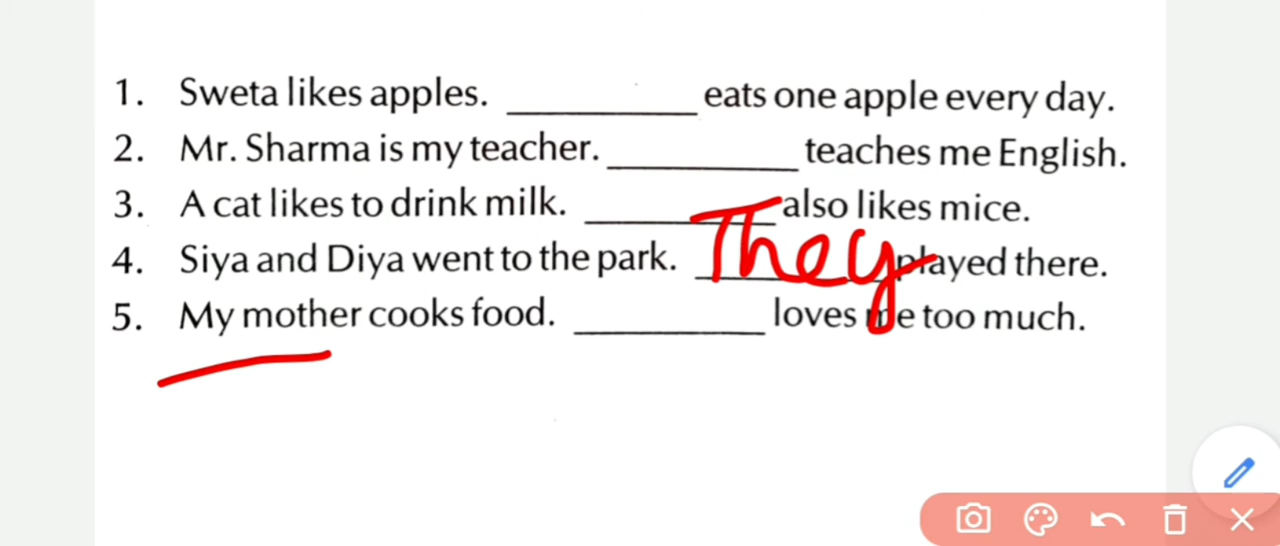 1. Sweta likes apples. __________ eats one apple every day.
2. Mr. Sharma is my teacher. __________ teaches me English.
3. A cat likes to drink milk. __________ also likes mice.
4. Siya and Diya went to the park. They played there.
5. My mother cooks food. __________ loves me too much.